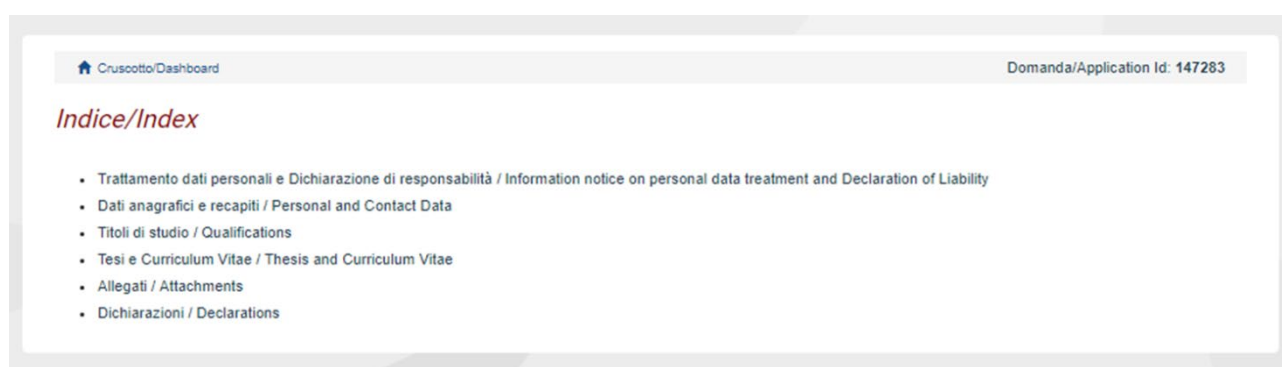 Cruscotto/Dashboard
Domanda/Application Id: 147283
Indice/Index
Trattamento dati personali e Dichiarazione di responsabilità / Information notice on personal data treatment and Declaration of Liability
Dati anagrafici e recapiti / Personal and Contact Data
Titoli di studio / Qualifications
Tesi e Curriculum Vitae / Thesis and Curriculum Vitae
Allegati / Attachments
Dichiarazioni / Declarations